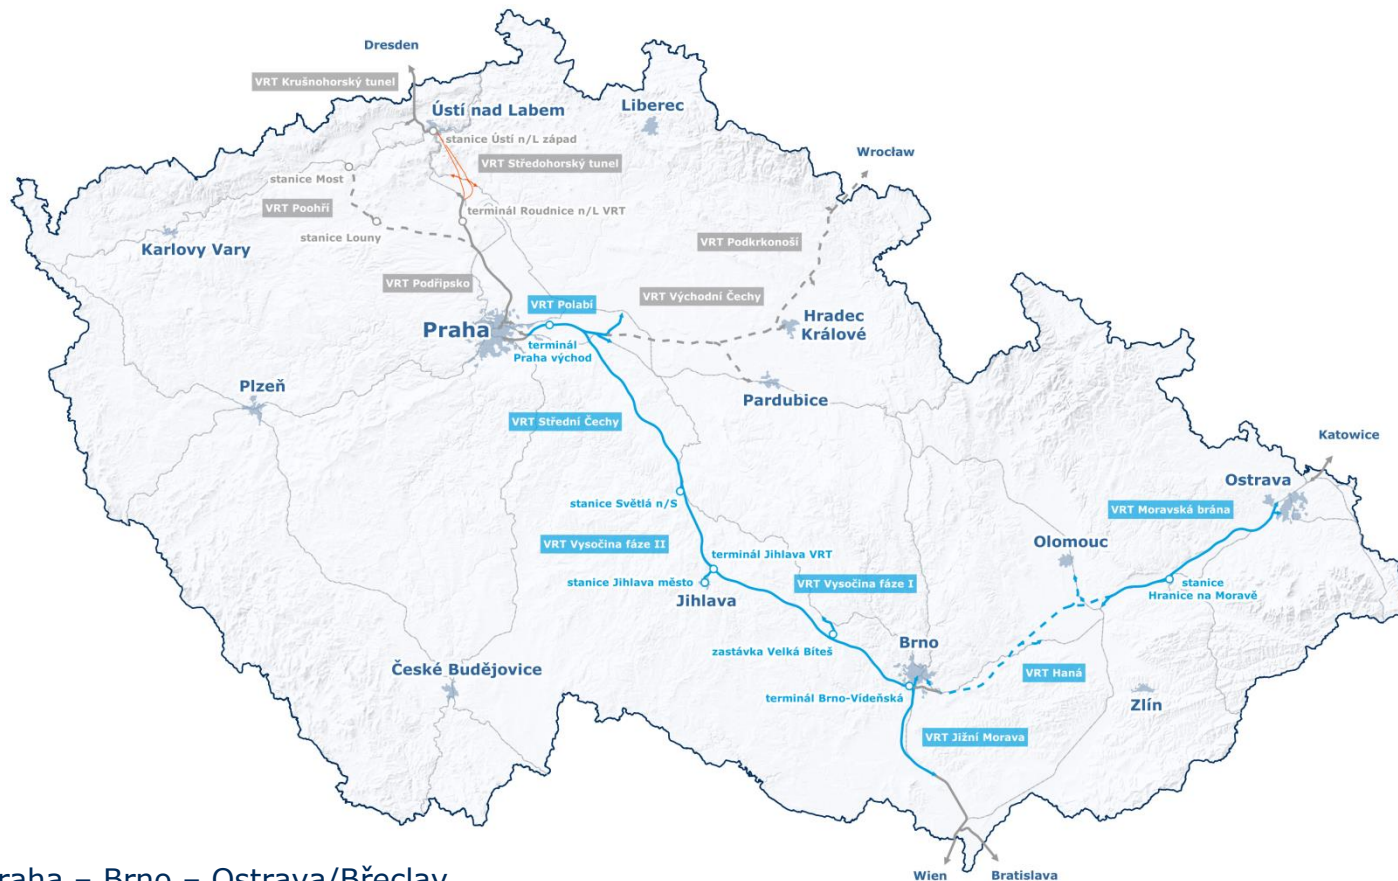 Dresden
VRT Krušnohorský tunel
Ústí nad Labem
Liberec
stanice Ústí n/L západ
Wrocław
VRT Středohorský tunel
stanice Most
VRT Poohří
terminál Roudnice n/L VRT
stanice Louny
Karlovy Vary
VRT Podkrkonoší
VRT Podřipsko
VRT Východní Čechy
VRT Polabí
Hradec
Králové
Praha
terminál
Praha východ
Plzeň
Pardubice
VRT Střední Čechy
Katowice
Ostrava
stanice Světlá n/S
VRT Moravská brána
VRT Vysočina fáze II
Olomouc
terminál Jihlava VRT
stanice Jihlava město
VRT Vysočina fáze I
stanice
Hranice na Moravě
Jihlava
Brno
zastávka Velká Bíteš
České Budějovice
VRT Haná
terminál Brno-Vídeňská
Zlín
VRT Jižní Morava
Wien
Bratislava
raha – Brno – Ostrava/Břeclav